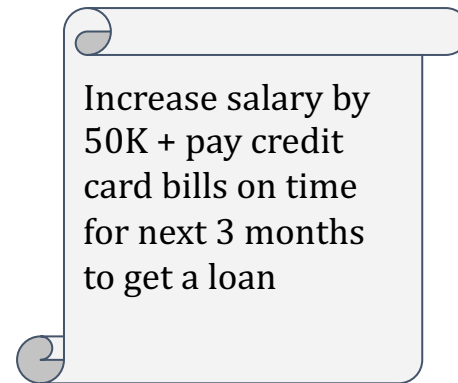 Increase salary by
50K + pay credit
card bills on time
for next 3 months
to get a loan